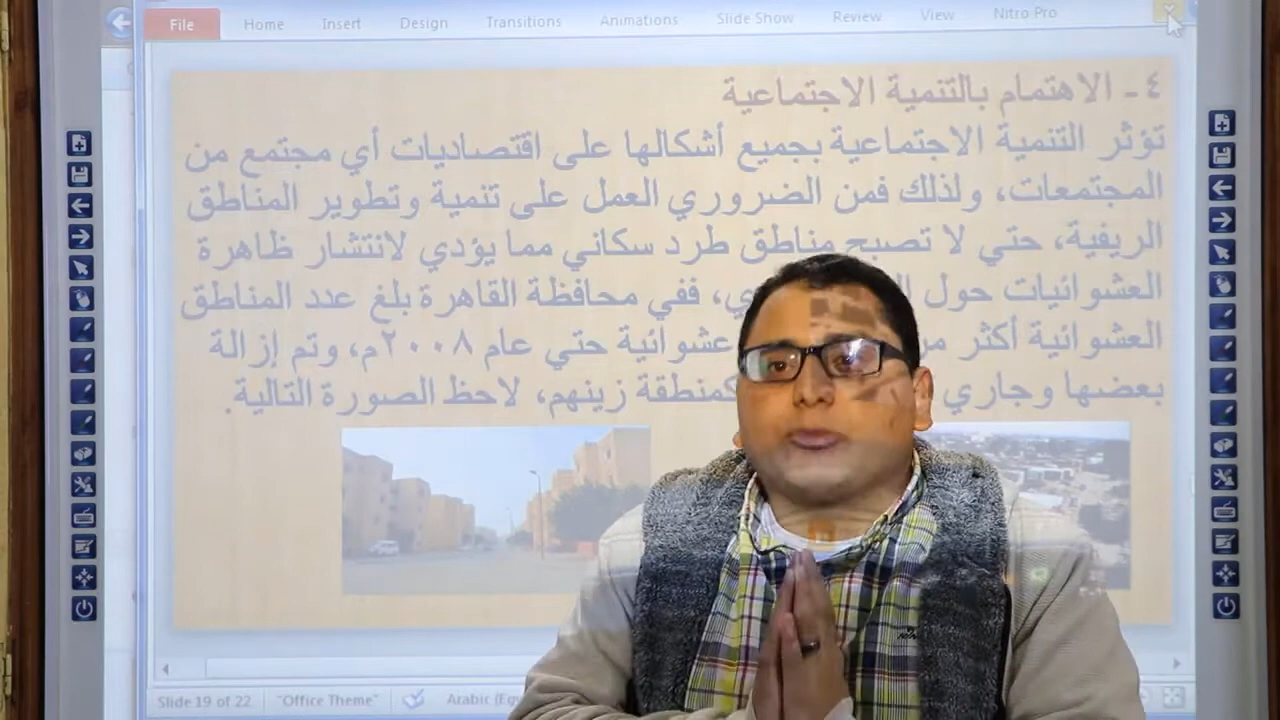 File Home Insert Design Transitions Animations Slide Show Review View Nitro Pro
٤- الاهتمام بالتنمية الاجتماعية
تؤثر التنمية الاجتماعية بجميع أشكالها على اقتصاديات أي مجتمع من
المجتمعات، ولذلك فمن الضروري العمل على تنمية وتطوير المناطق
الريفية، حتي لا تصبح مناطق طرد سكاني مما يؤدي لانتشار ظاهرة
العشوائيات حول ففي محافظة القاهرة بلغ عدد المناطق
العشوائية أكثر عشوائية حتي عام ٢٠٠٨م، وتم إزالة
بعضها وجاري كمنطقة زينهم، لاحظ الصورة التالية.
Slide 19 of 22 "Office Theme" Arabic